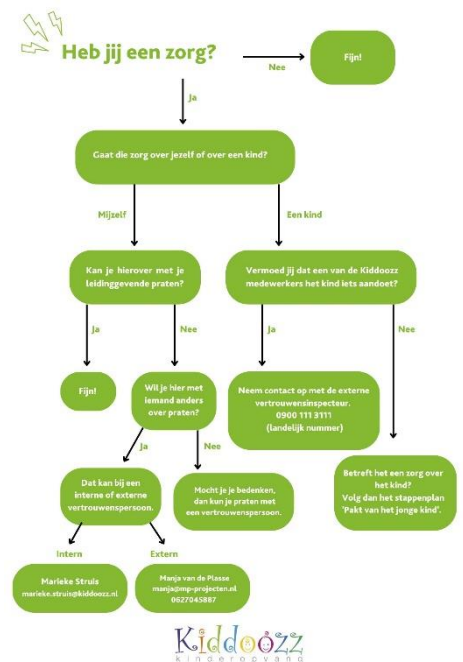 Heb jij een zorg?
Nee
Fijn!
Ja
Gaat die zorg over jezelf of over een kind?
Mijzelf
Een kind
Kan je hierover met je
leidinggevende praten?
Vermoed jij dat een van de Kiddoozz
medewerkers het kind iets aandoet?
Ja
Nee
Ja
Nee
Fijn!
Wil je hier met
iemand anders
over praten?
Neem contact op met de externe
vertrouwensinspecteur.
0900 111 3111
(landelijk nummer)
Ja
Nee
Dat kan bij een
interne of externe
vertrouwenspersoon.
Mocht je je bedenken,
dan kun je praten met
een vertrouwenspersoon.
Betreft het een zorg over
het kind?
Volg dan het stappenplan
'Pakt van het jonge kind'.
Intern
Extern
Marieke Struis
marieke.struis@kiddoozz.nl
Manja van de Plasse
manja@mp-projecten.nl
0627045887
Kiddoozz
kinderopvang